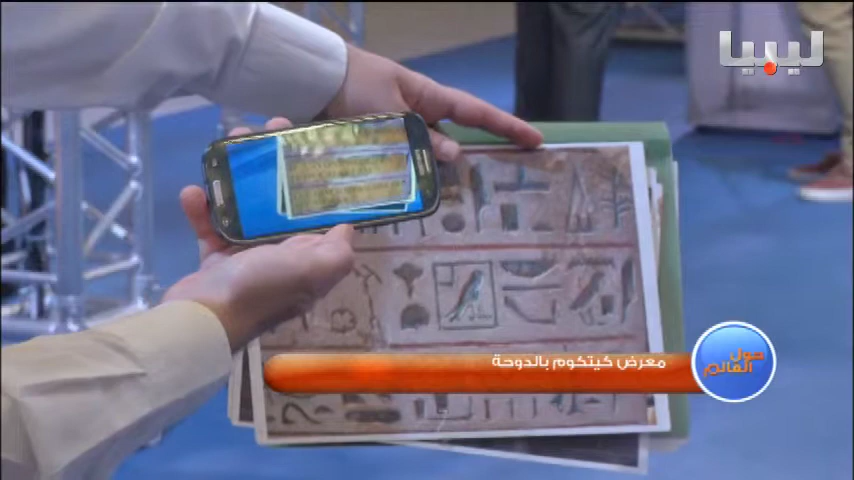 ليبيا
معرض كيتكوم بالدوحة
حول
العالم